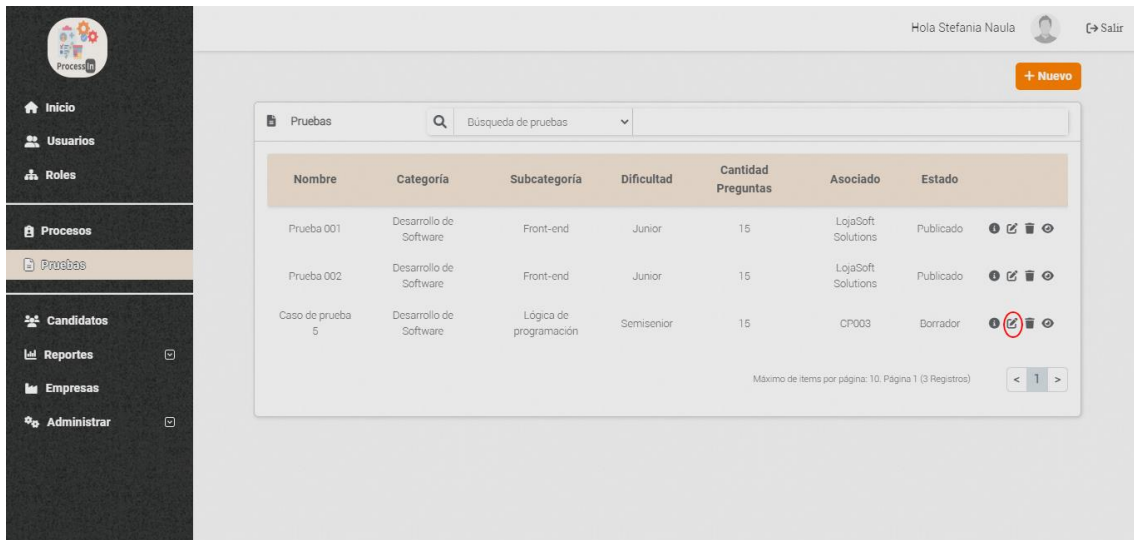 Hola Stefania Naula
Salir
ProcessIn
+ Nuevo
Inicio
Usuarios
Roles
Procesos
Pruebas
Candidatos
Reportes
Empresas
Administrar
Pruebas
Búsqueda de pruebas
Nombre Categoría Subcategoría Dificultad Cantidad Preguntas Asociado Estado
Prueba 001 Desarrollo de Software Front-end Junior 15 LojaSoft Solutions Publicado
Prueba 002 Desarrollo de Software Front-end Junior 15 LojaSoft Solutions Publicado
Caso de prueba 5 Desarrollo de Software Lógica de programación Semisenior 15 CP003 Borrador
Máximo de items por página: 10. Página 1 (3 Registros)
< 1 >